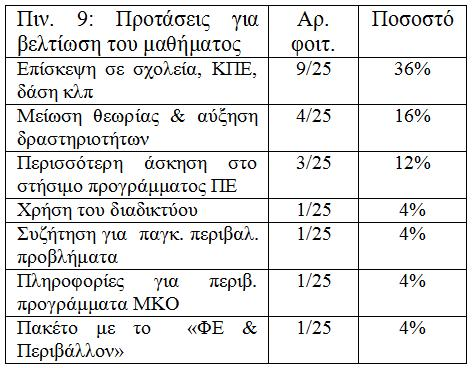 Πιν. 9: Προτάσεις για βελτίωση του μαθήματος | Αρ. φοιτ. | Ποσοστό
Επίσκεψη σε σχολεία, ΚΠΕ, δάση κλπ | 9/25 | 36%
Μείωση θεωρίας & αύξηση δραστηριοτήτων | 4/25 | 16%
Περισσότερη άσκηση στο στήσιμο προγράμματος ΠΕ | 3/25 | 12%
Χρήση του διαδικτύου | 1/25 | 4%
Συζήτηση για παγκ. περιβαλ. προβλήματα | 1/25 | 4%
Πληροφορίες για περιβ. προγράμματα ΜΚΟ | 1/25 | 4%
Πακέτο με το «ΦΕ & Περιβάλλον» | 1/25 | 4%